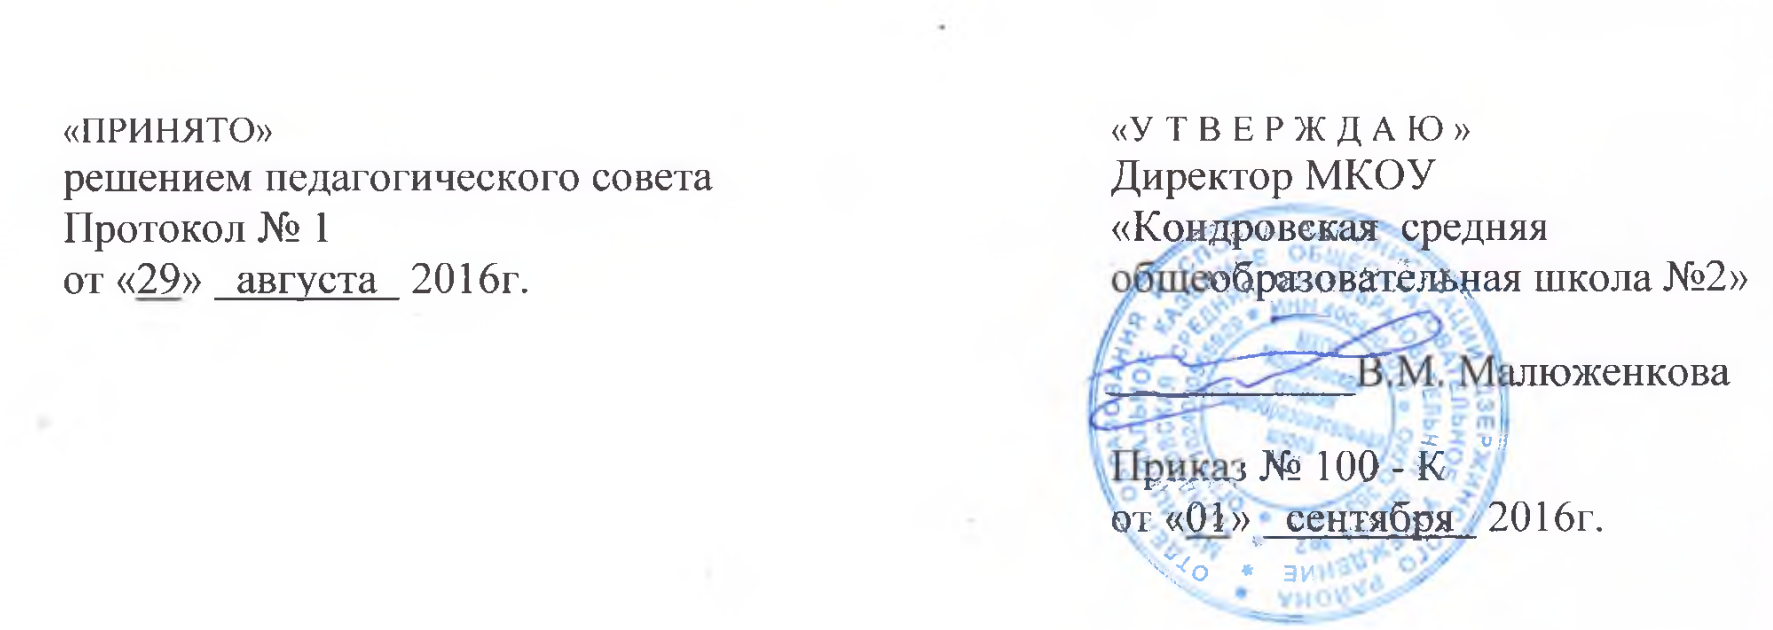 «ПРИНЯТО»
решением педагогического совета
Протокол № 1
от «29» августа 2016г.
«У Т В Е Р Ж Д А Ю »
Директор МКОУ
«Кондровская средняя
общеобразовательная школа №2»
В.М. Малюженкова
Приказ № 100 - К
от «01» сентября 2016г.